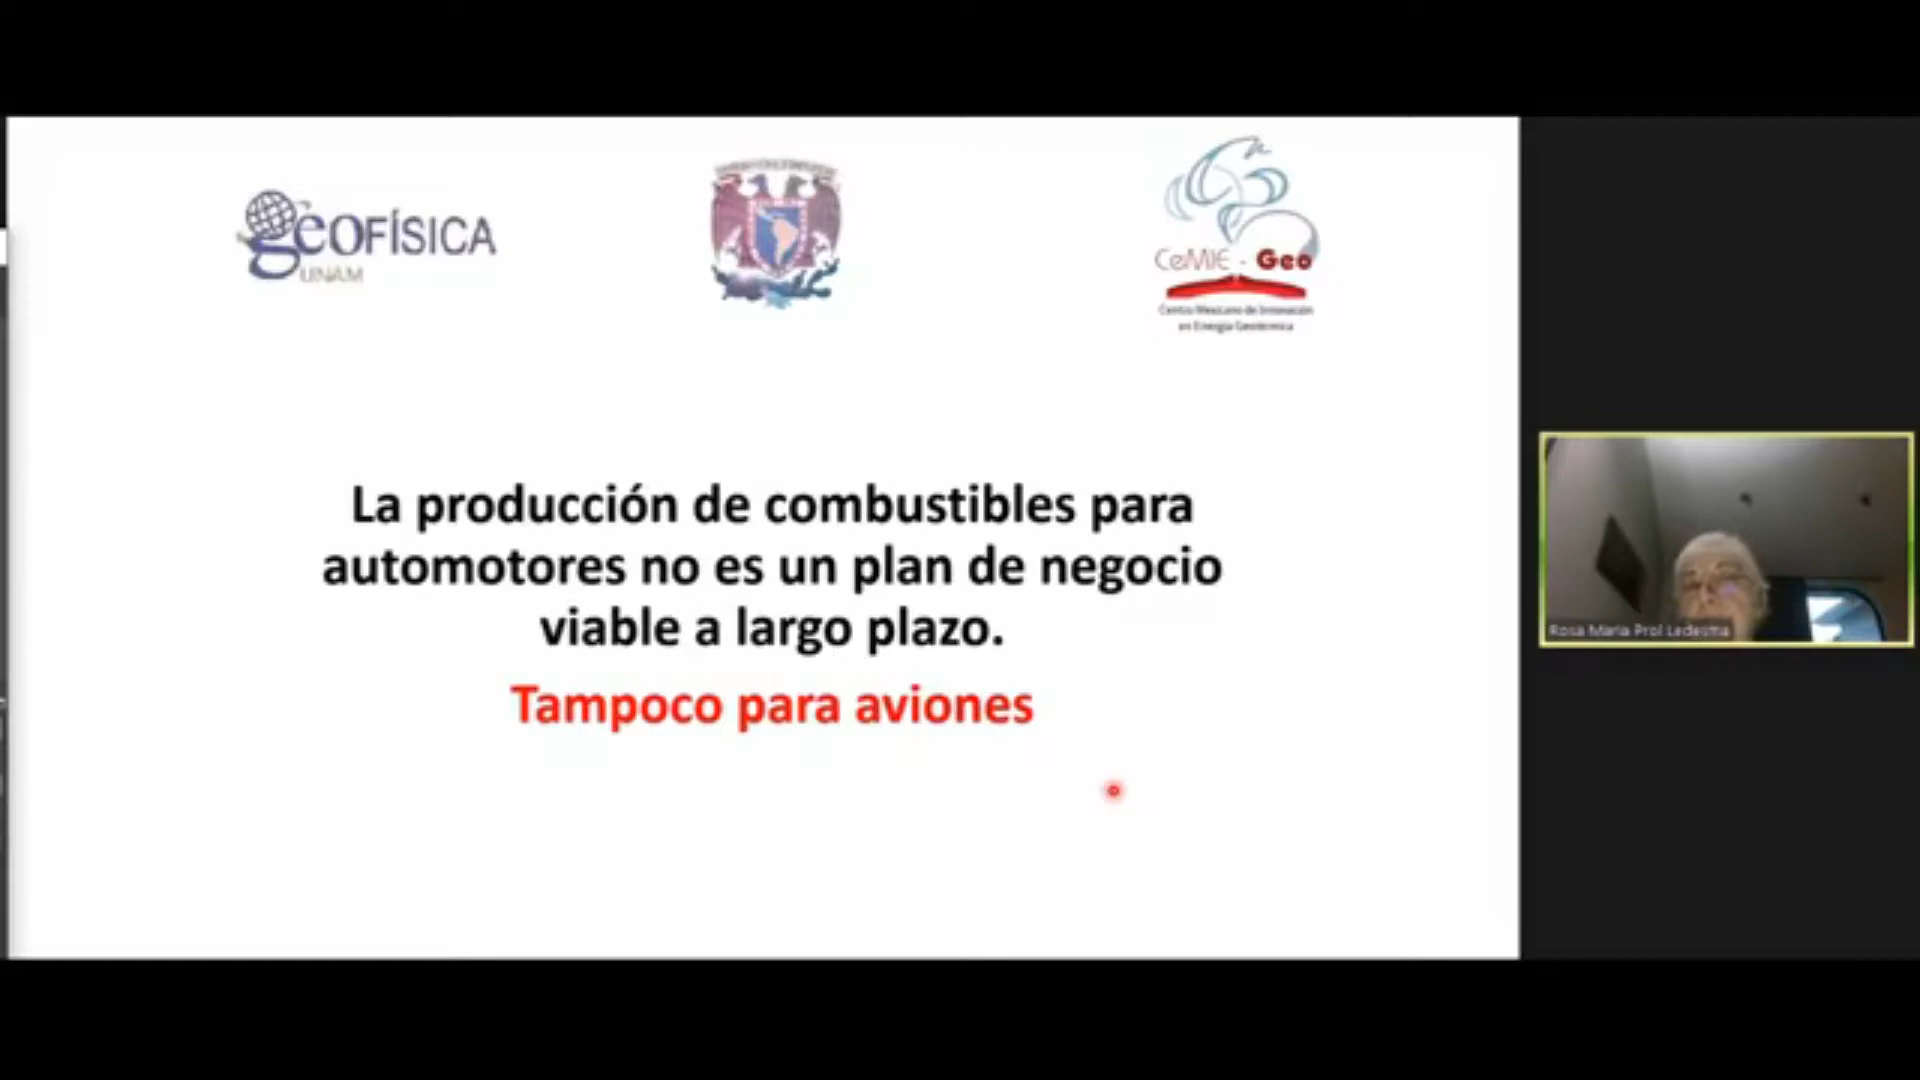 geoFÍSICA
UNAM
CeMIE - Geo
Centro Mexicano de Innovación
en Energía Geotérmica
La producción de combustibles para
automotores no es un plan de negocio
viable a largo plazo.
Tampoco para aviones
Rosa Maria Prol Ledesma